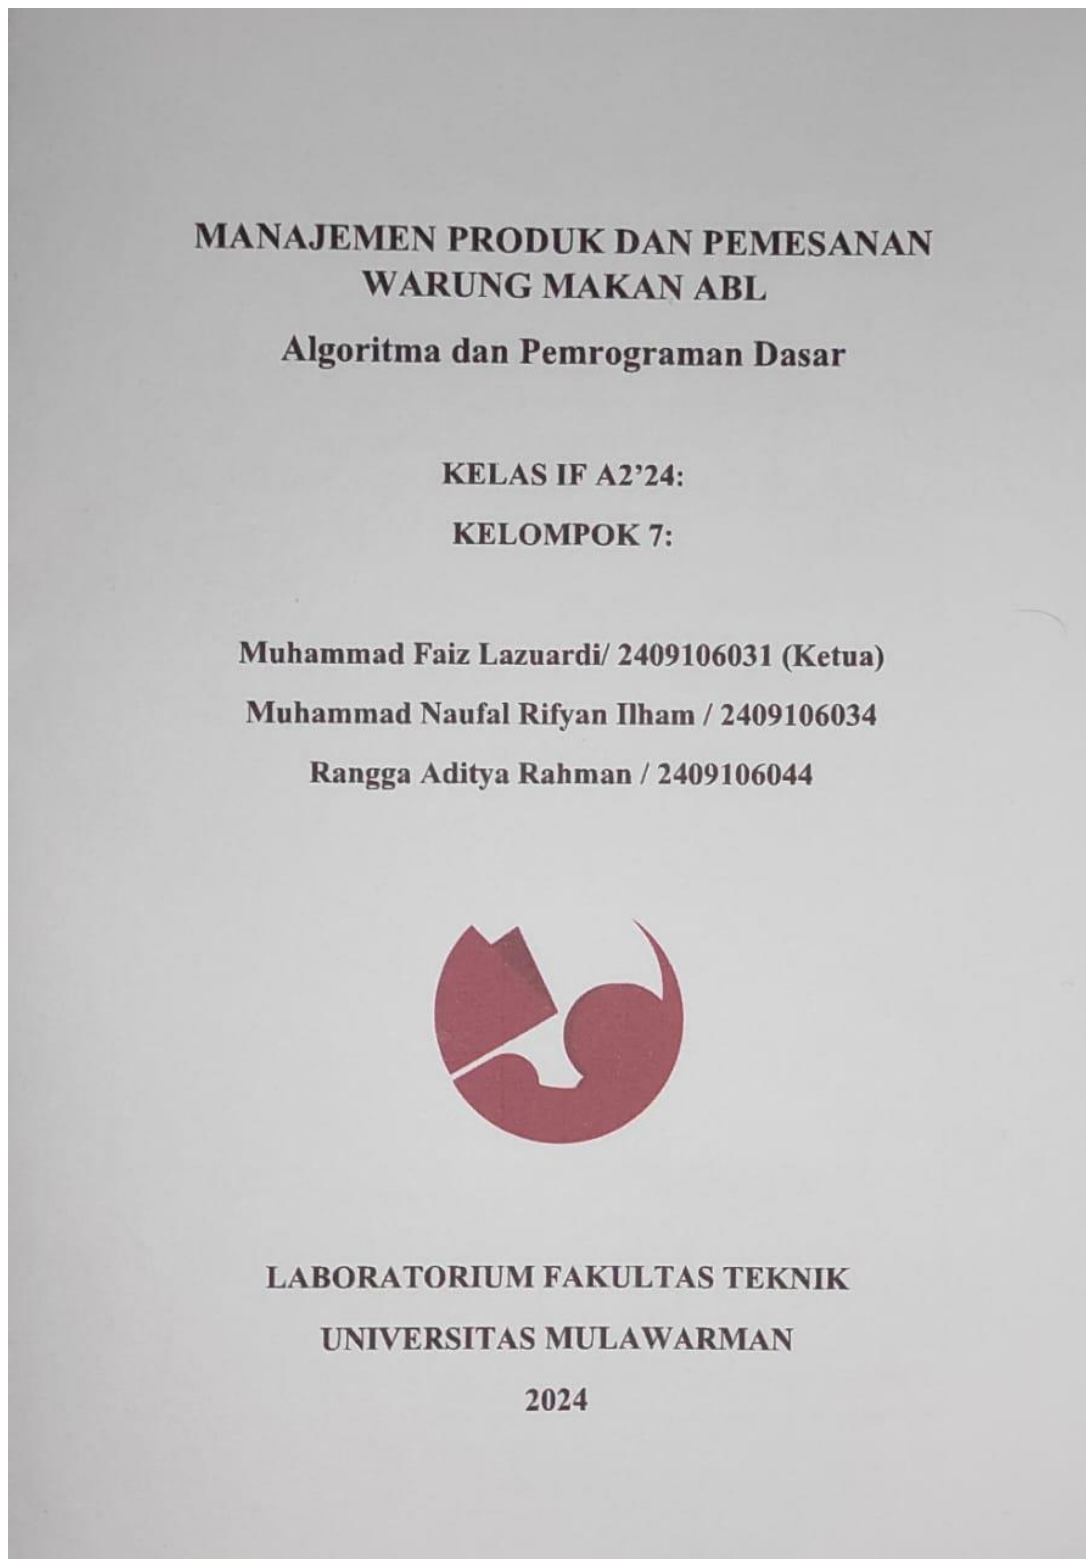 MANAJEMEN PRODUK DAN PEMESANAN
WARUNG MAKAN ABL
Algoritma dan Pemrograman Dasar
KELAS IF A2’24:
KELOMPOK 7:
Muhammad Faiz Lazuardi/ 2409106031 (Ketua)
Muhammad Naufal Rifyan Ilham / 2409106034
Rangga Aditya Rahman / 2409106044
LABORATORIUM FAKULTAS TEKNIK
UNIVERSITAS MULAWARMAN
2024